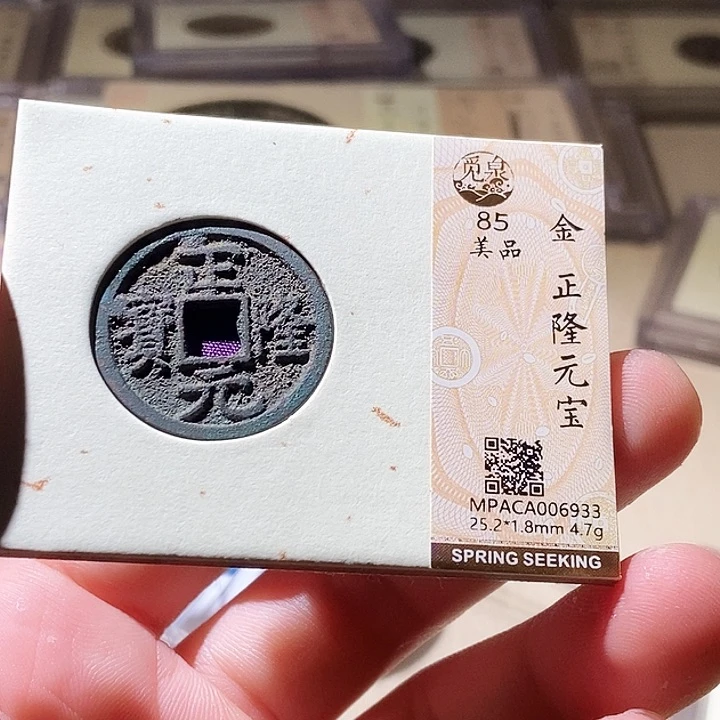 正隆元寶
觅泉
85
美品
金 正隆元宝
MPACA006933
25.2*1.8mm 4.7g
SPRING SEEKING